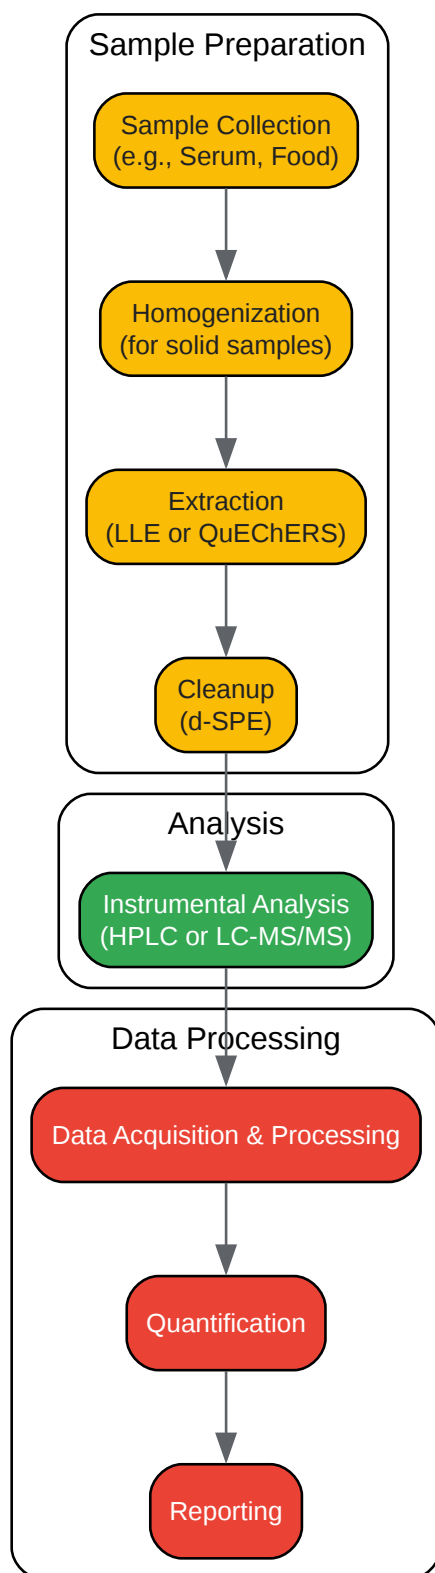 Sample Preparation
Sample Collection
(e.g., Serum, Food)
Homogenization
(for solid samples)
Extraction
(LLE or QuEChERS)
Cleanup
(d-SPE)
Analysis
Instrumental Analysis
(HPLC or LC-MS/MS)
Data Processing
Data Acquisition & Processing
Quantification
Reporting